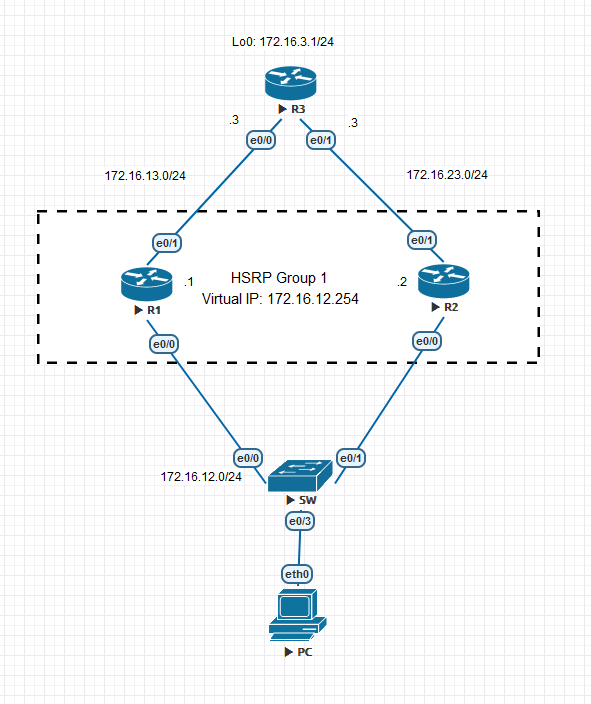 Lo0: 172.16.3.1/24
R3
.3
.3
e0/0
e0/1
172.16.13.0/24
172.16.23.0/24
e0/1
e0/1
HSRP Group 1
.1
.2
Virtual IP: 172.16.12.254
R1
R2
e0/0
e0/0
e0/0
e0/1
172.16.12.0/24
SW
e0/3
eth0
PC